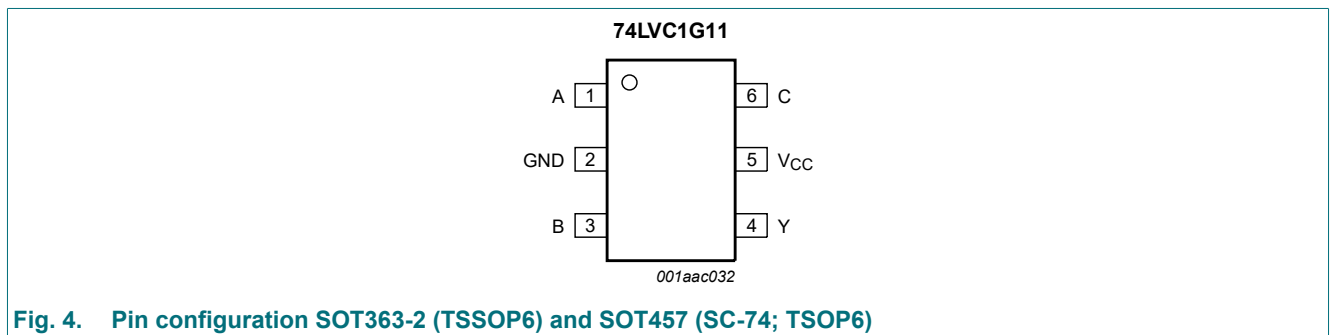 74LVC1G11
A 1 6 C
GND 2 5 VCC
B 3 4 Y
001aac032
Fig. 4. Pin configuration SOT363-2 (TSSOP6) and SOT457 (SC-74; TSOP6)